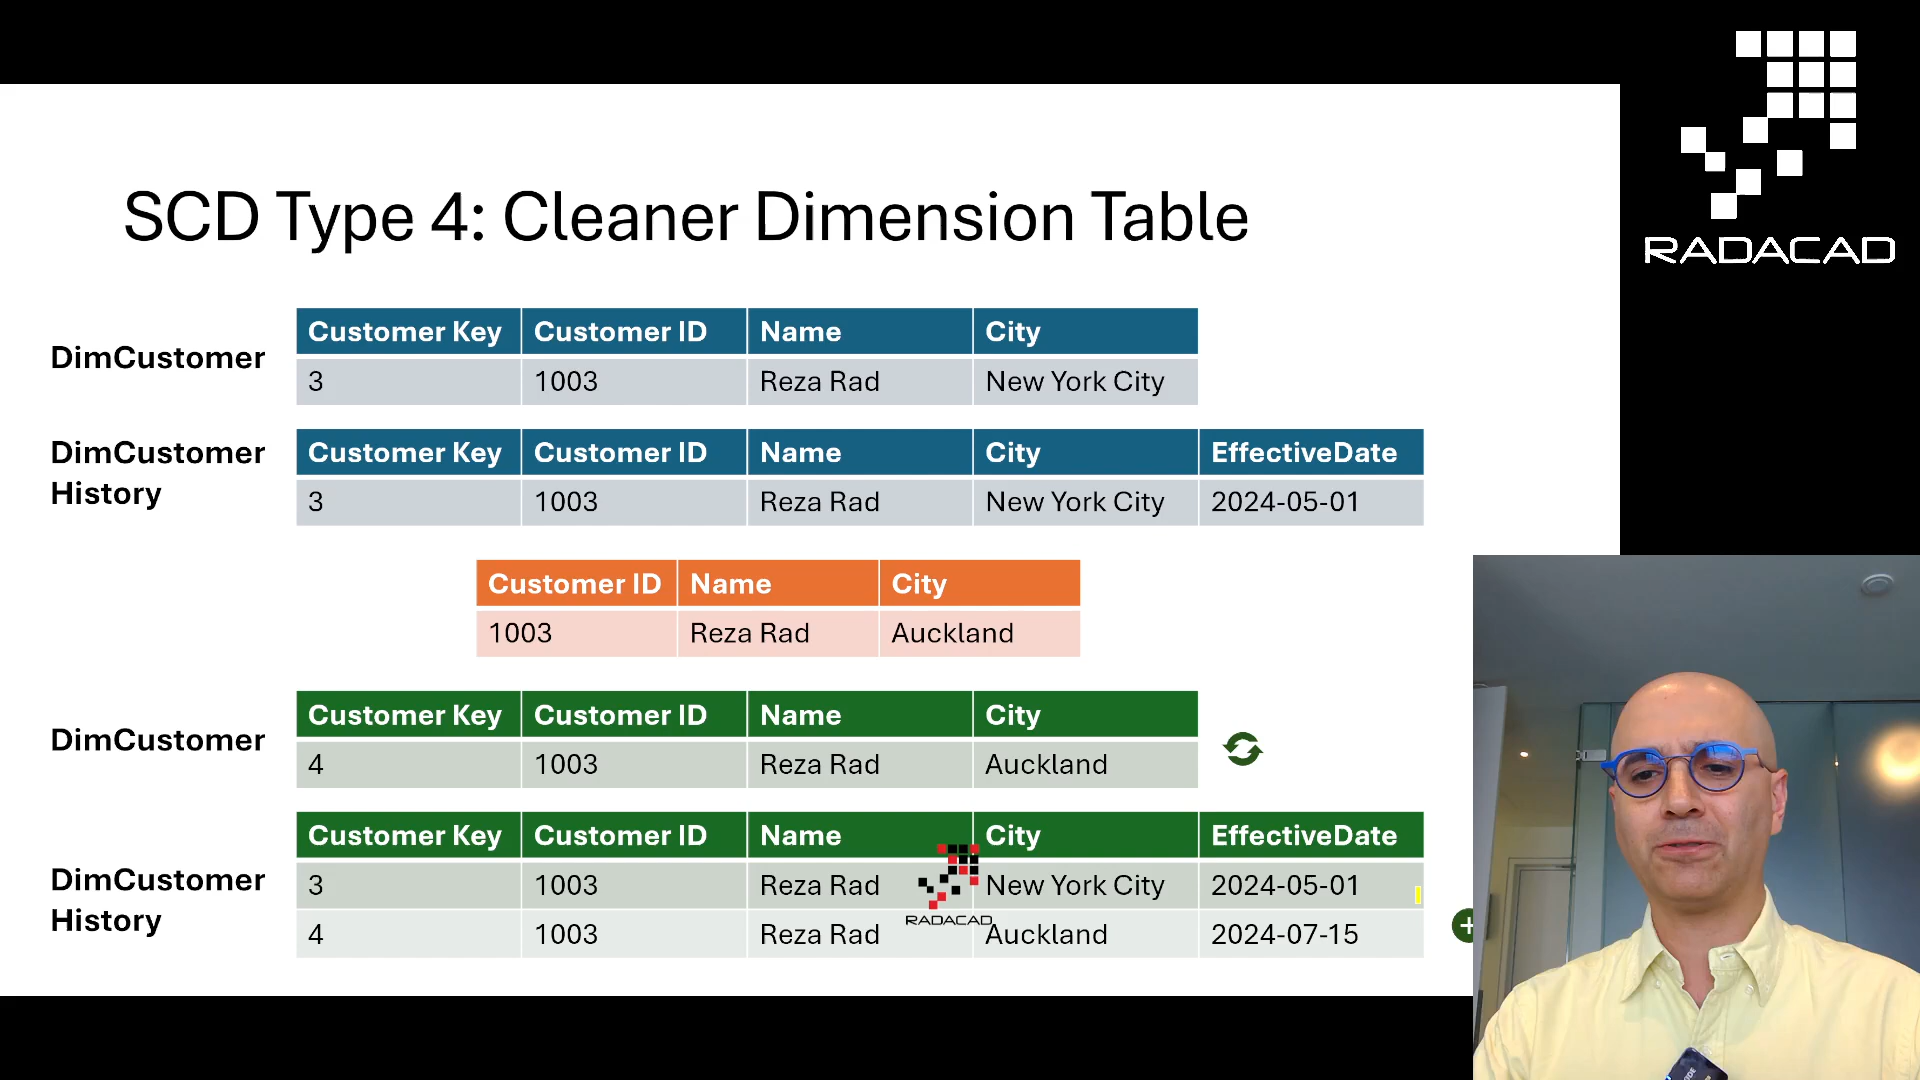 RADACAD
SCD Type 4: Cleaner Dimension Table
DimCustomer
Customer Key Customer ID Name City
3 1003 Reza Rad New York City
DimCustomer
History
Customer Key Customer ID Name City EffectiveDate
3 1003 Reza Rad New York City 2024-05-01
Customer ID Name City
1003 Reza Rad Auckland
DimCustomer
Customer Key Customer ID Name City
4 1003 Reza Rad Auckland
DimCustomer
History
Customer Key Customer ID Name City EffectiveDate
3 1003 Reza Rad New York City 2024-05-01
RADACAD
4 1003 Reza Rad Auckland 2024-07-15